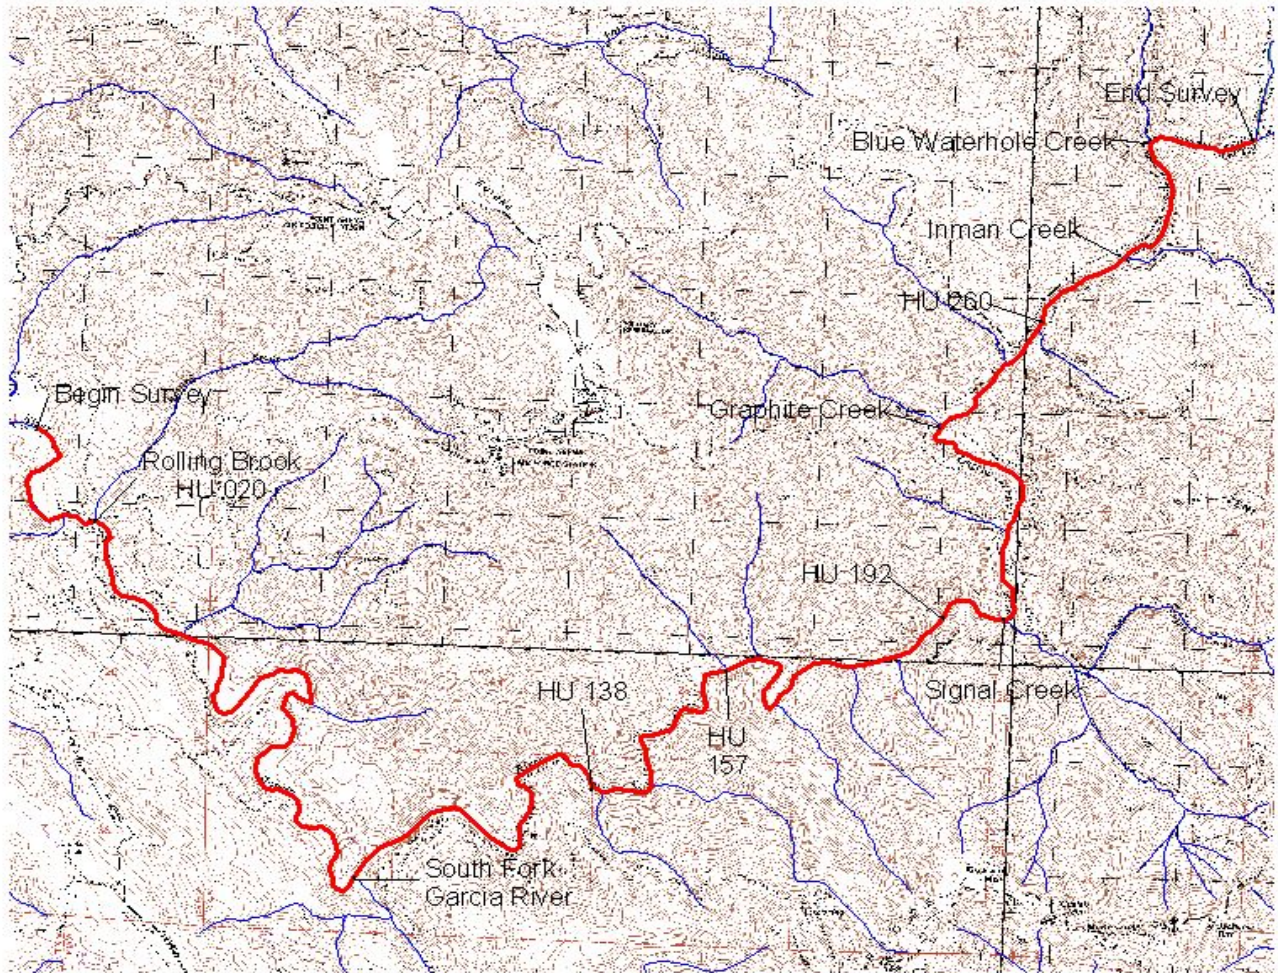 End Survey
Blue Waterhole Creek
Inman Creek
HU 260
Begin Survey
Graphite Creek
Rolling Brook
HU 020
HU 192
HU 138
Signal Creek
HU
157
South Fork
Garcia River